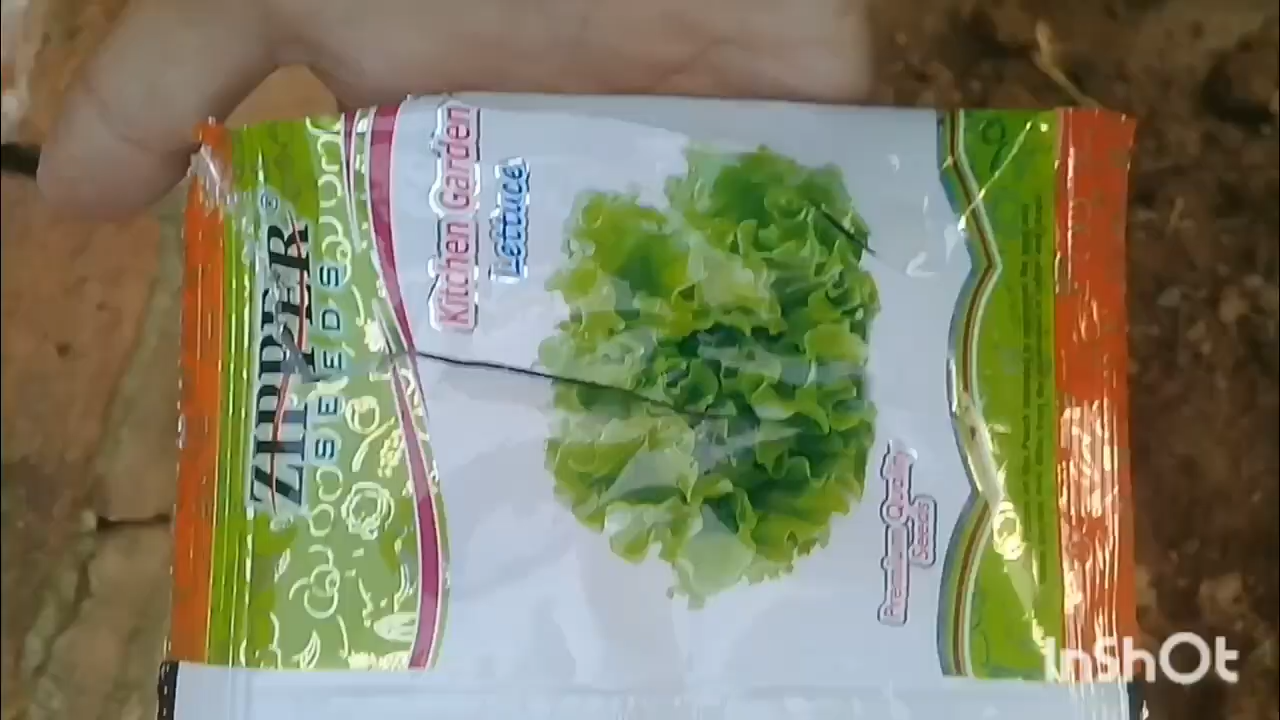 ZIPPER®
SEEDS
Kitchen Garden
Lettuce
Premium Quality
Seeds
InShOt